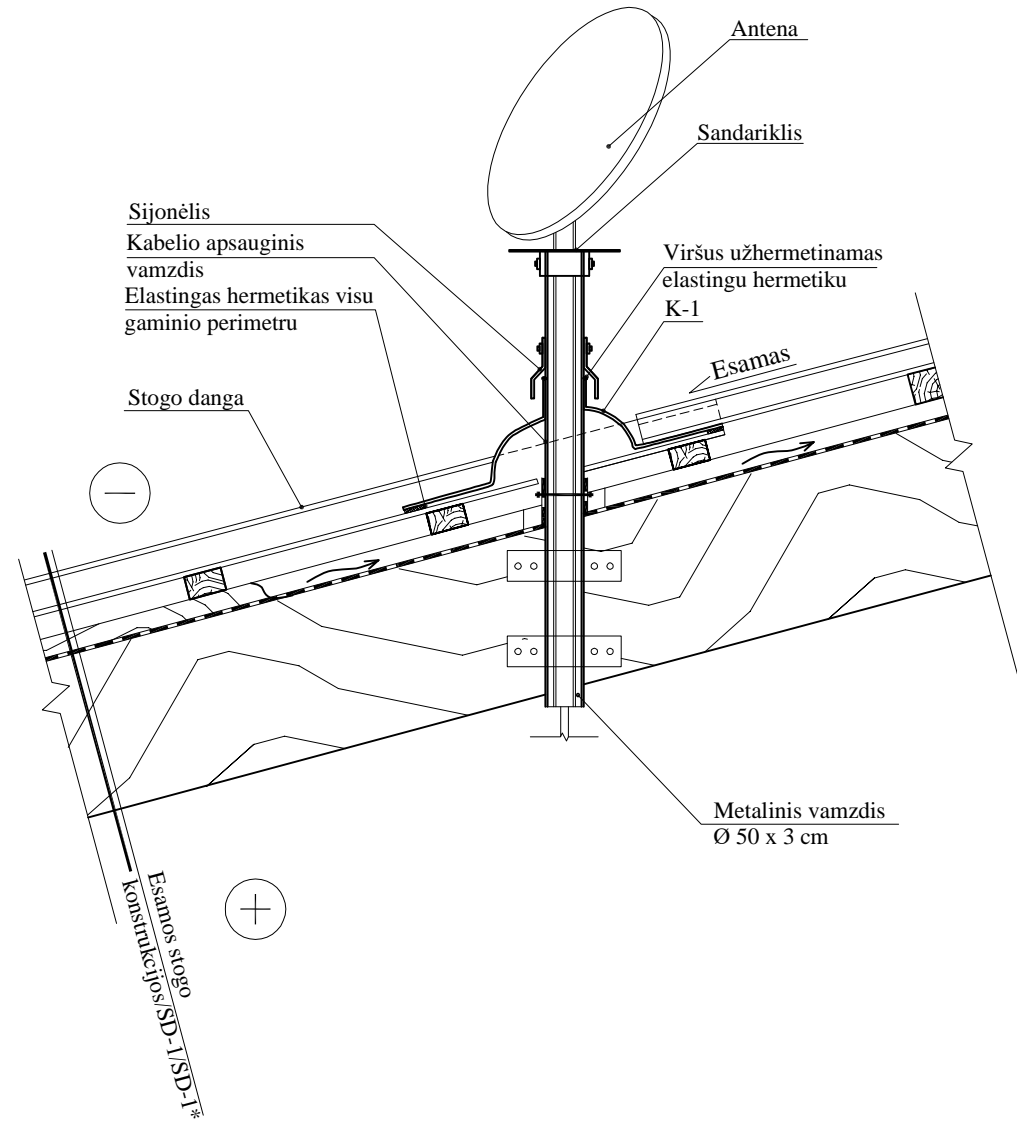 Antena
Sandariklis
Sijonėlis
Kabelio apsauginis
vamzdis
Elastingas hermetikas visu
gaminio perimetru
Viršus užhermetinamas
elastingu hermetiku
K-1
Esamas
Stogo danga
Metalinis vamzdis
Ø 50 x 3 cm
Esamos stogo
konstrukcijos/SD-1/SD-1*